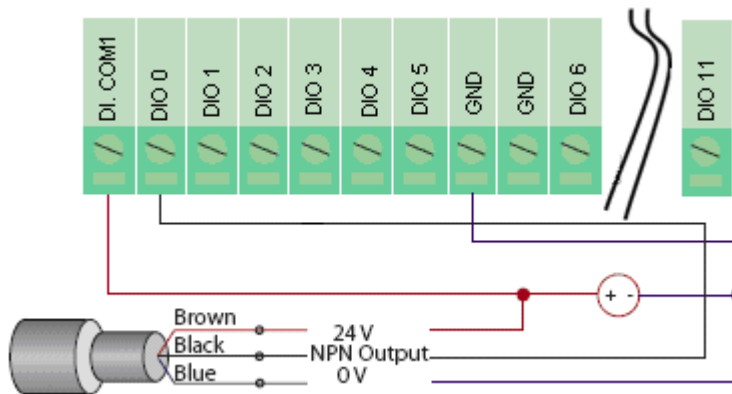 DI. COM1
DIO 0
DIO 1
DIO 2
DIO 3
DIO 4
DIO 5
GND
GND
DIO 6
DIO 11
+ -
Brown
24 V
Black
NPN Output
Blue
0 V